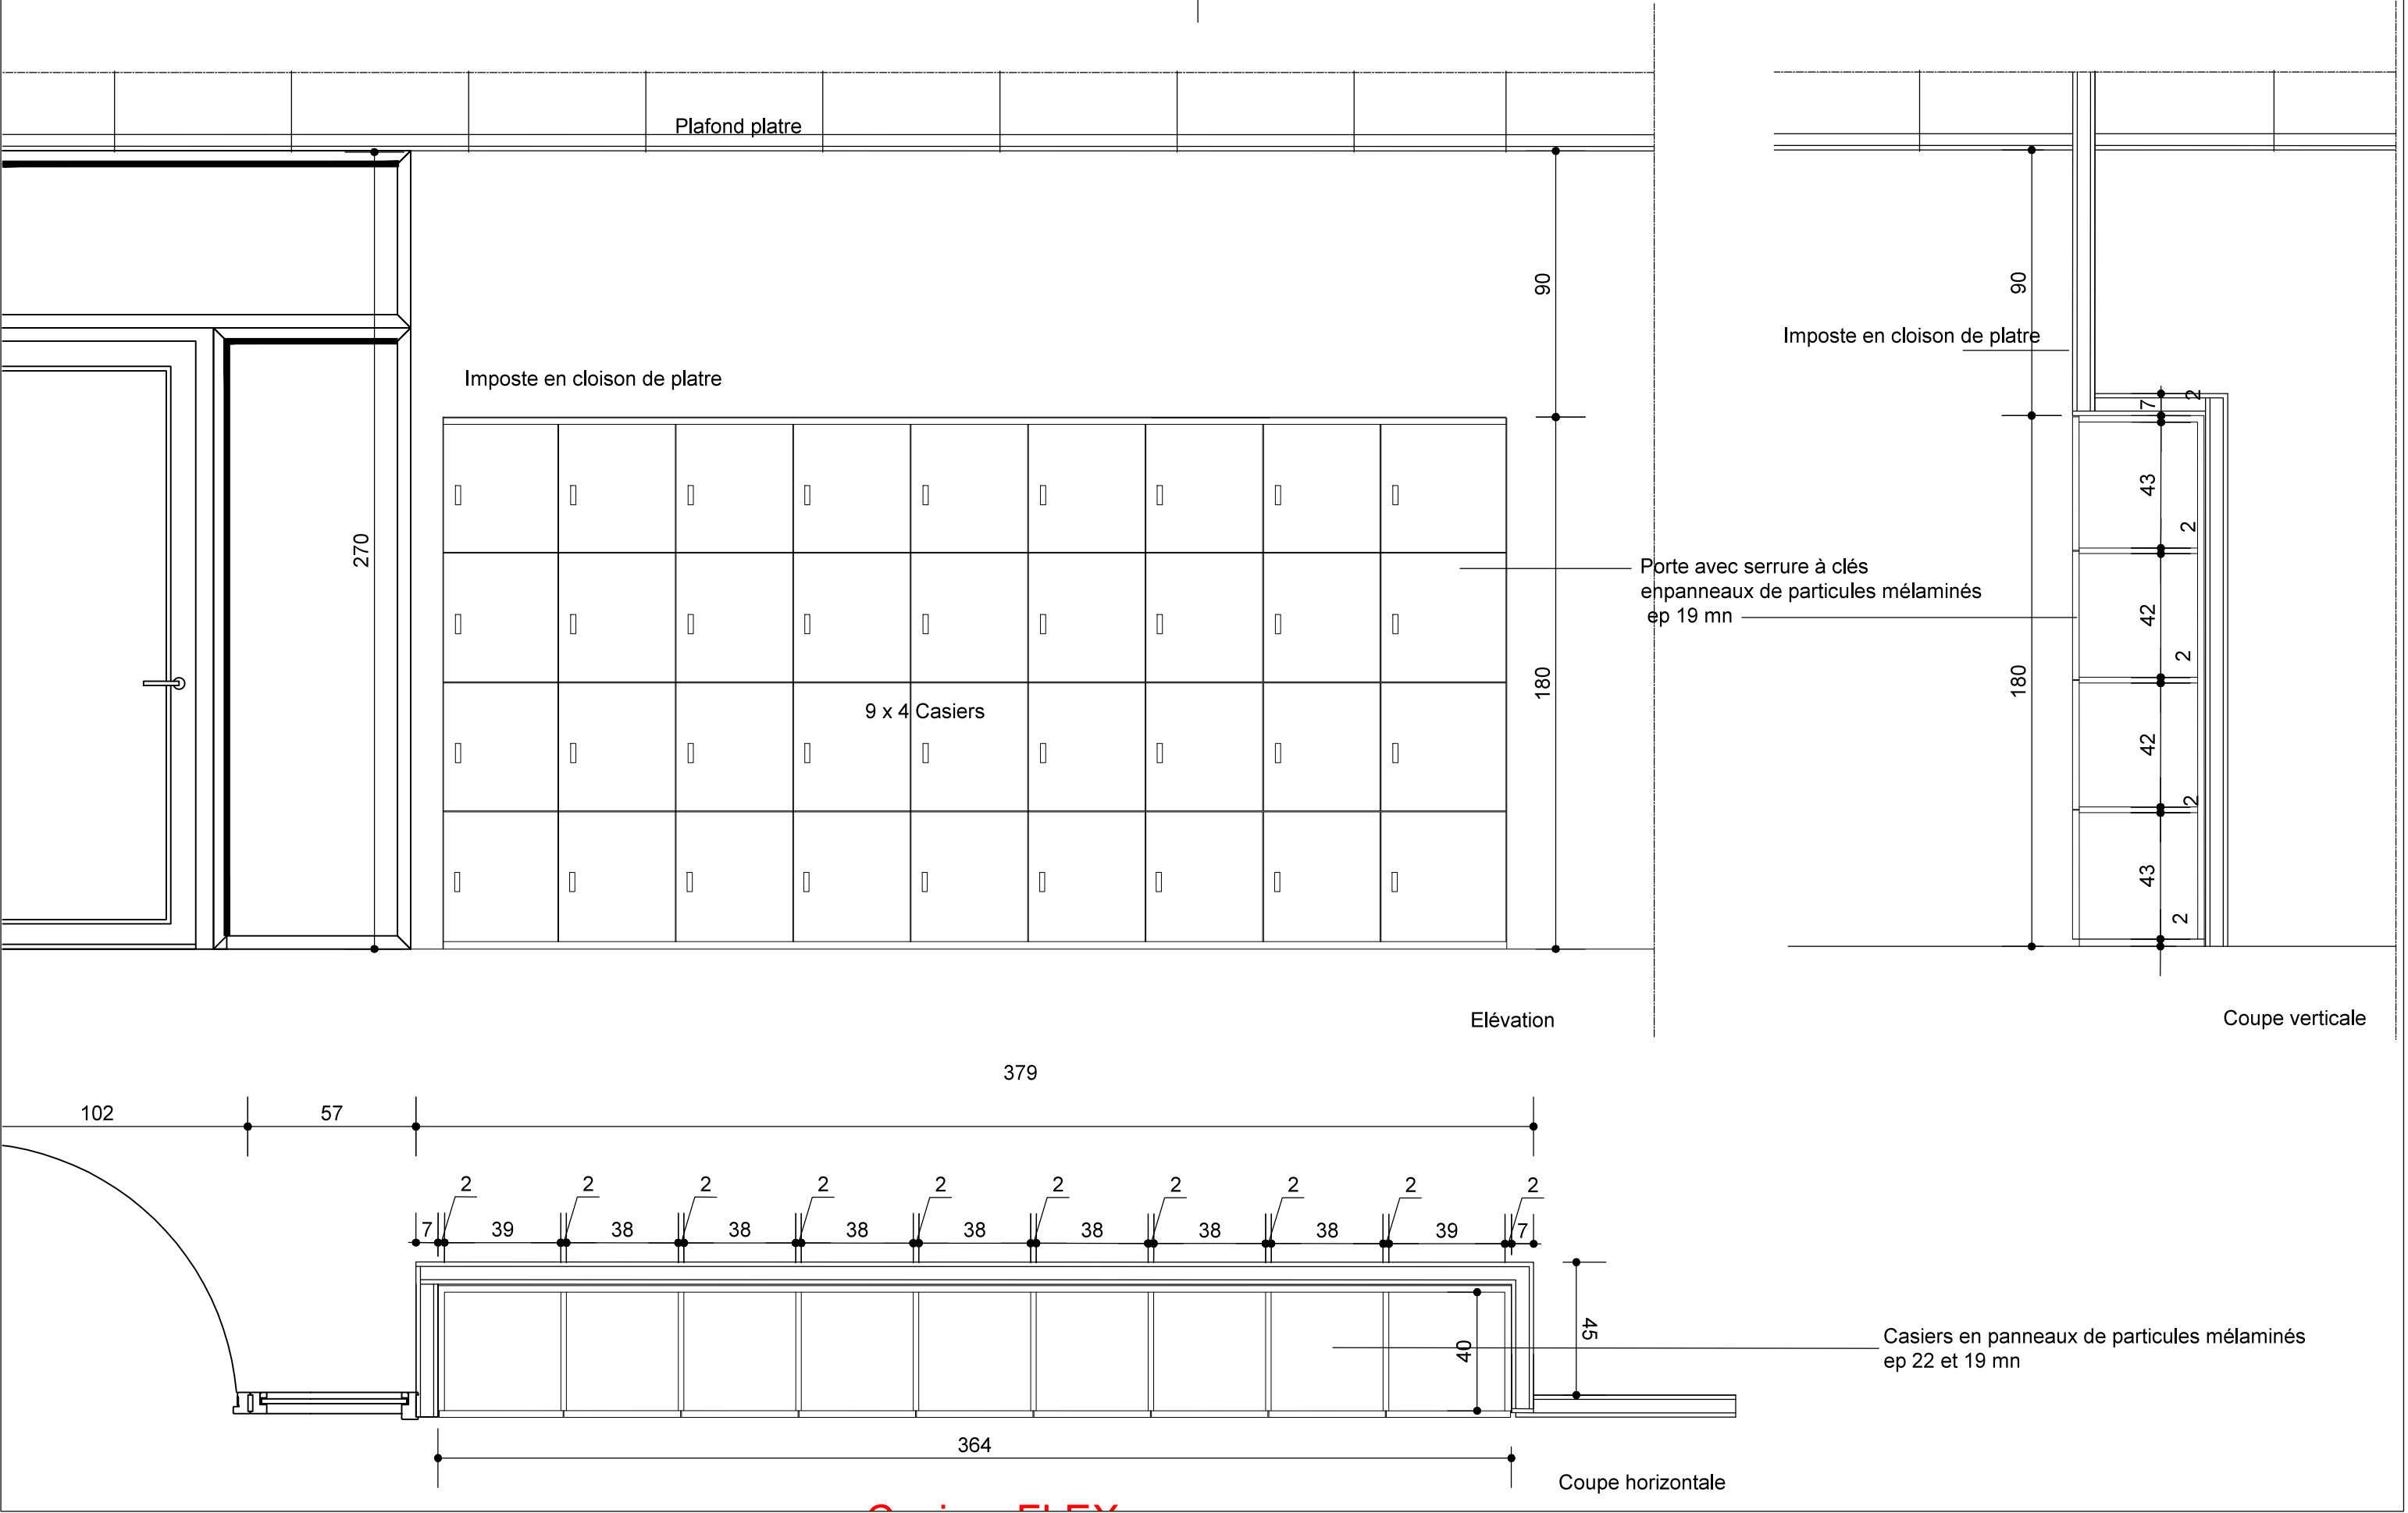 Plafond platre
90
90
Imposte en cloison de platre
Imposte en cloison de platre
2
7
43
2
270
Porte avec serrure à clés
enpanneaux de particules mélaminés
ep 19 mn
42
2
180
180
9 x 4 Casiers
42
2
43
2
Elévation
Coupe verticale
379
102
57
2 2 2 2 2 2 2 2 2 2
7 39 38 38 38 38 38 38 38 39 7
45
40
Casiers en panneaux de particules mélaminés
ep 22 et 19 mn
364
Coupe horizontale